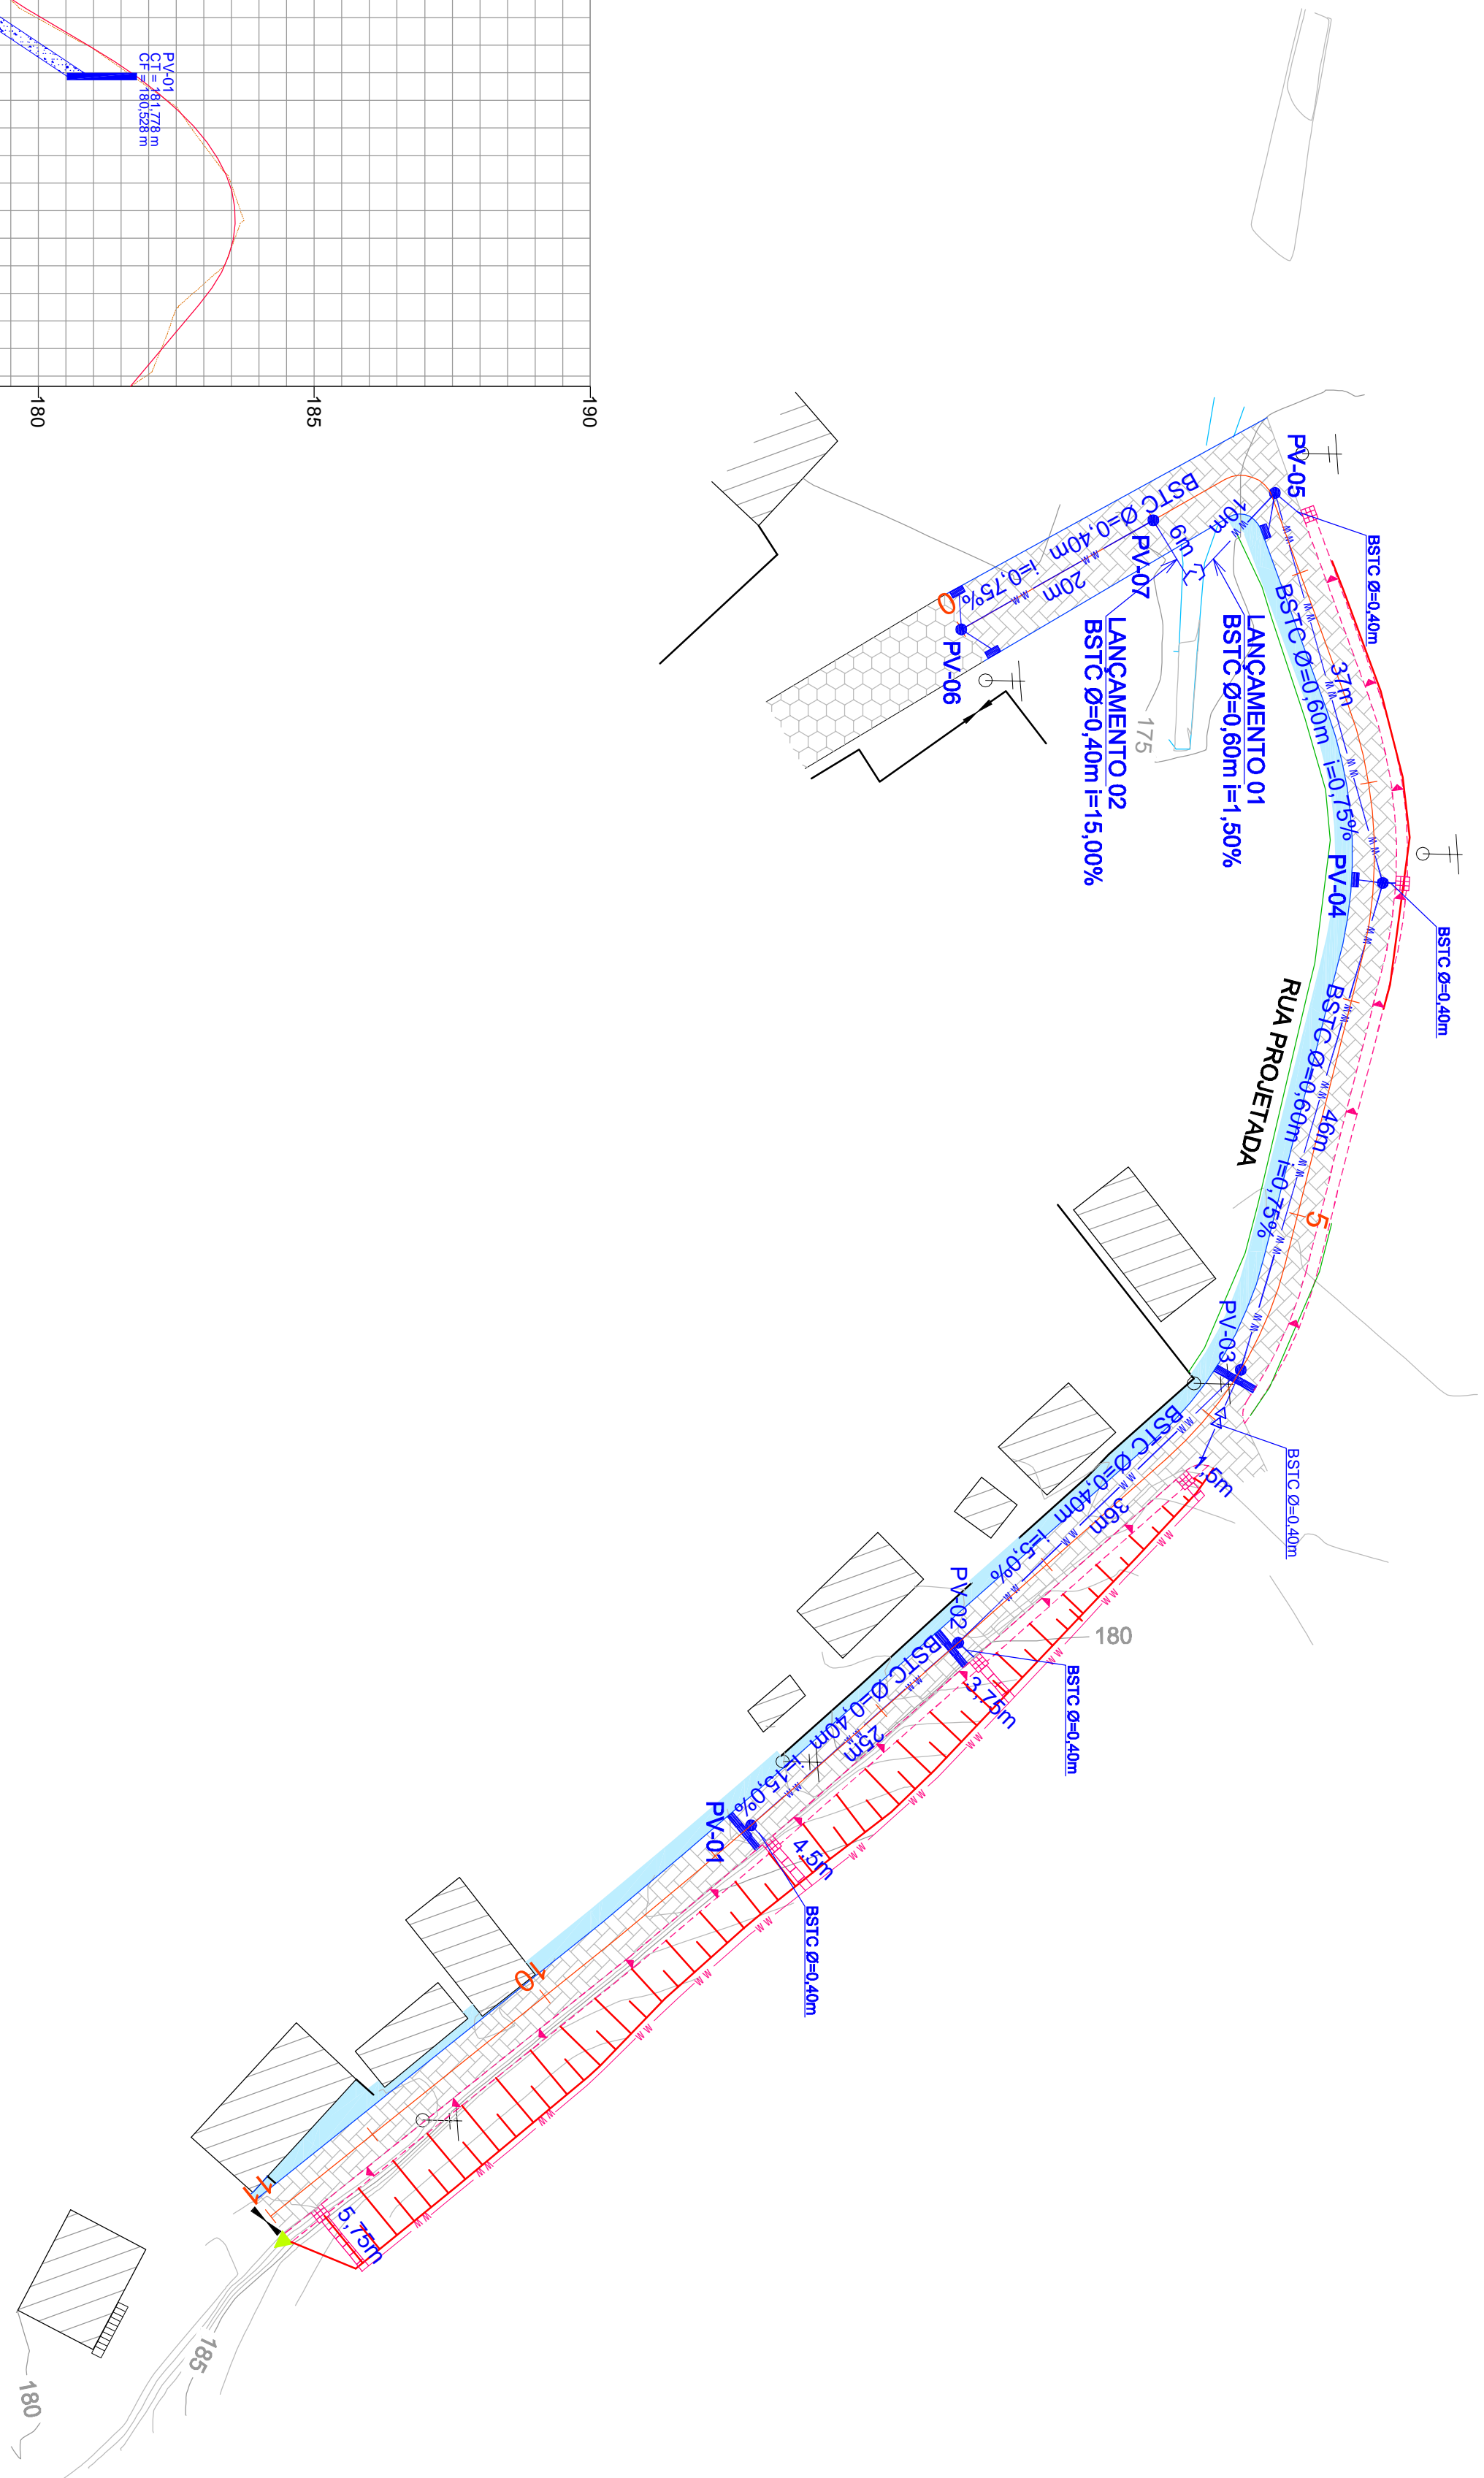 PV-01
CT = 181,778 m
CF = 180,528 m
180
185
190
PV-05
BSTC Ø=0,40m
10m
BSTC Ø=0,40m i=0,75%
20m
9m
PV-07
0
PV-06
LANÇAMENTO 01
BSTC Ø=0,60m i=1,50%
LANÇAMENTO 02
BSTC Ø=0,40m i=15,00%
175
37m
BSTC Ø=0,60m i=0,75%
PV-04
BSTC Ø=0,40m
RUA PROJETADA
46m
BSTC Ø=0,60m i=0,75%
5
PV-03
BSTC Ø=0,40m
1,5m
BSTC Ø=0,40m i=5,0%
36m
PV-02
180
BSTC Ø=0,40m
3,75m
BSTC Ø=0,40m i=15,0%
25m
PV-01
4,5m
BSTC Ø=0,40m
10
11
5,75m
185
180